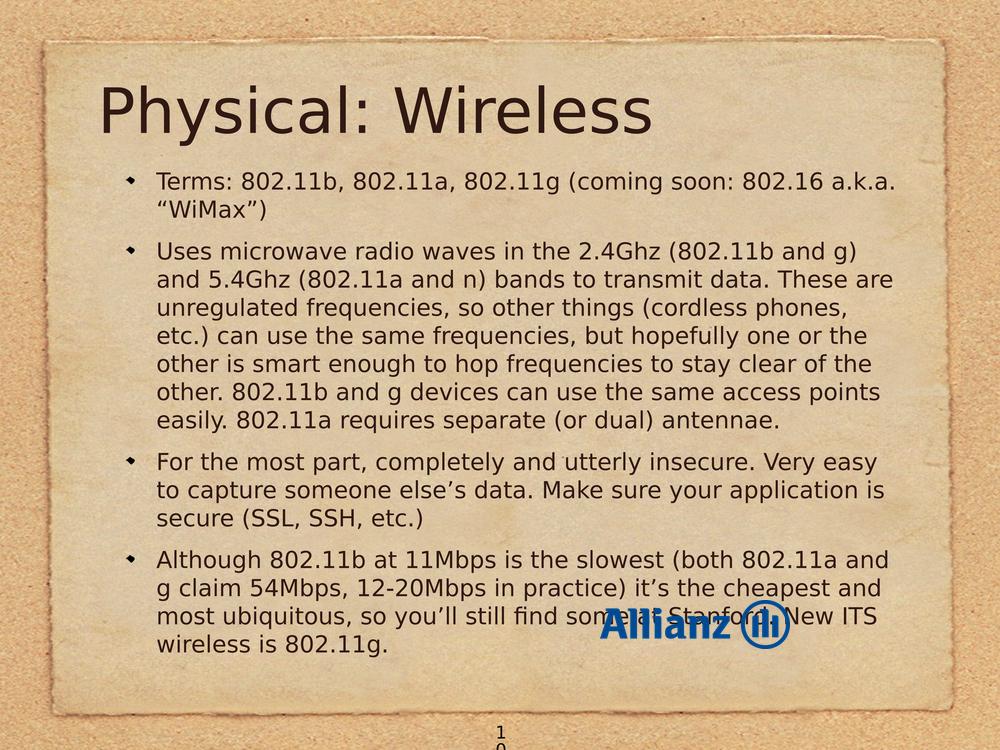 Physical: Wireless
Terms: 802.11b, 802.11a, 802.11g (coming soon: 802.16 a.k.a.
“WiMax”)
Uses microwave radio waves in the 2.4Ghz (802.11b and g)
and 5.4Ghz (802.11a and n) bands to transmit data. These are
unregulated frequencies, so other things (cordless phones,
etc.) can use the same frequencies, but hopefully one or the
other is smart enough to hop frequencies to stay clear of the
other. 802.11b and g devices can use the same access points
easily. 802.11a requires separate (or dual) antennae.
For the most part, completely and utterly insecure. Very easy
to capture someone else’s data. Make sure your application is
secure (SSL, SSH, etc.)
Although 802.11b at 11Mbps is the slowest (both 802.11a and
g claim 54Mbps, 12-20Mbps in practice) it’s the cheapest and
most ubiquitous, so you’ll still find some at Stanford. New ITS
Allianz
wireless is 802.11g.
1
0